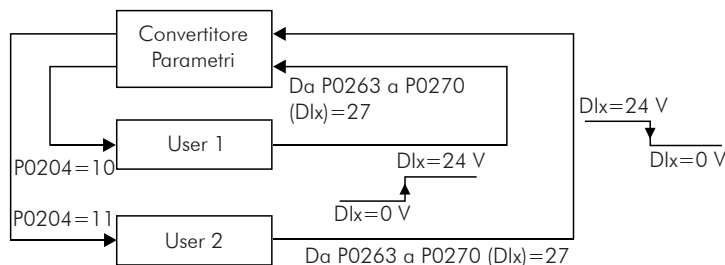 Convertitore
Parametri
Da P0263 a P0270
(DIx)=27
DIx=24 V
User 1
P0204=10
DIx=24 V
DIx=0 V
DIx=0 V
P0204=11
User 2
Da P0263 a P0270 (DIx)=27